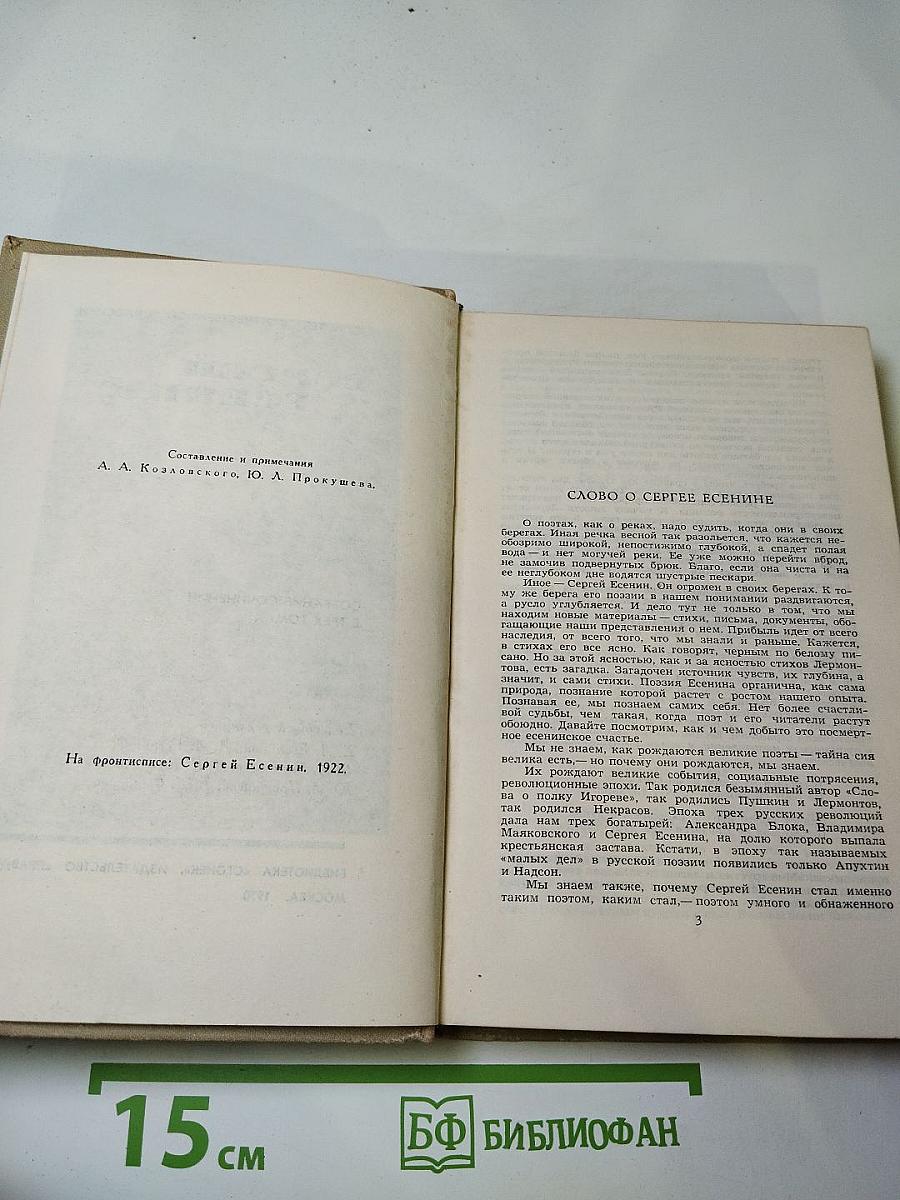 Составление и примечания
А. А. Козловского, Ю. Л. Прокушева.
На фронтисписе: Сергей Есенин. 1922.
БИБЛИОТЕКА «ОГОНЕК». ИЗДАТЕЛЬСТВО
МОСКВА. 1970
СЛОВО О СЕРГЕЕ ЕСЕНИНЕ
О поэтах, как о реках, надо судить, когда они в своих
берегах. Иная речка весной так разольется, что кажется не-
обозримо широкой, непостижимо глубокой, а спадет полая
вода — и нет могучей реки. Ее уже можно перейти вброд,
не замочив подвернутых брюк. Благо, если она чиста и на
ее неглубоком дне водятся шустрые пескари.
Иное — Сергей Есенин. Он огромен в своих берегах. К то-
му же берега его поэзии в нашем понимании раздвигаются,
а русло углубляется. И дело тут не только в том, что мы
находим новые материалы — стихи, письма, документы, обо-
гащающие наши представления о нем. Прибыль идет от всего
наследия, от всего того, что мы знали и раньше. Кажется,
в стихах его все ясно. Как говорят, черным по белому пи-
сано. Но за этой ясностью, как и за ясностью стихов Лермон-
това, есть загадка. Загадочен источник чувств, их глубина, а
значит, и сами стихи. Поэзия Есенина органична, как сама
природа, познание которой растет с ростом нашего опыта.
Познавая ее, мы познаем самих себя. Нет более счастли-
вой судьбы, чем такая, когда поэт и его читатели растут
обоюдно. Давайте посмотрим, как и чем добыто это посмерт-
ное есенинское счастье.
Мы не знаем, как рождаются великие поэты — тайна сия
велика есть,— но почему они рождаются, мы знаем.
Их рождают великие события, социальные потрясения,
революционные эпохи. Так родился безымянный автор «Сло-
ва о полку Игореве», так родились Пушкин и Лермонтов,
так родился Некрасов. Эпоха трех русских революций
дала нам трех богатырей: Александра Блока, Владимира
Маяковского и Сергея Есенина, на долю которого выпала
крестьянская застава. Кстати, в эпоху так называемых
«малых дел» в русской поэзии появились только Апухтин
и Надсон.
Мы знаем также, почему Сергей Есенин стал именно
таким поэтом, каким стал,— поэтом умного и обнаженного
3
15 см
БФ БИБЛИОФАН